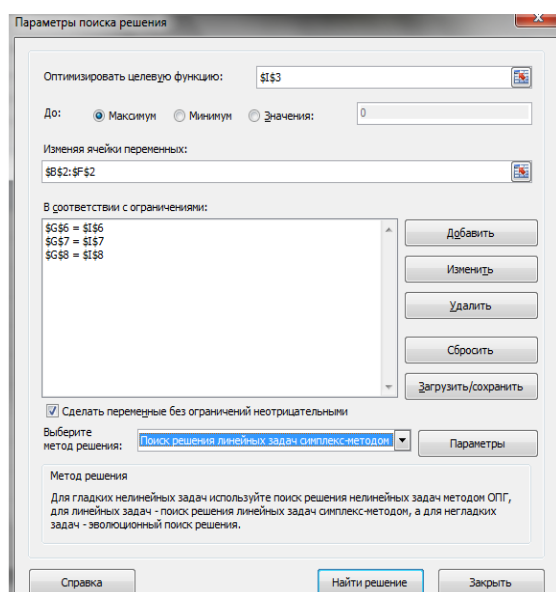 Параметры поиска решения
Оптимизировать целевую функцию: $I$3
До: Максимум Минимум Значения: 0
Изменяя ячейки переменных:
$B$2:$F$2
В соответствии с ограничениями:
$G$6 = $I$6
$G$7 = $I$7
$G$8 = $I$8
Добавить
Изменить
Удалить
Сбросить
Загрузить/сохранить
Сделать переменные без ограничений неотрицательными
Выберите
метод решения: Поиск решения линейных задач симплекс-методом Параметры
Метод решения
Для гладких нелинейных задач используйте поиск решения нелинейных задач методом ОПГ,
для линейных задач - поиск решения линейных задач симплекс-методом, а для негладких
задач - эволюционный поиск решения.
Справка Найти решение Закрыть